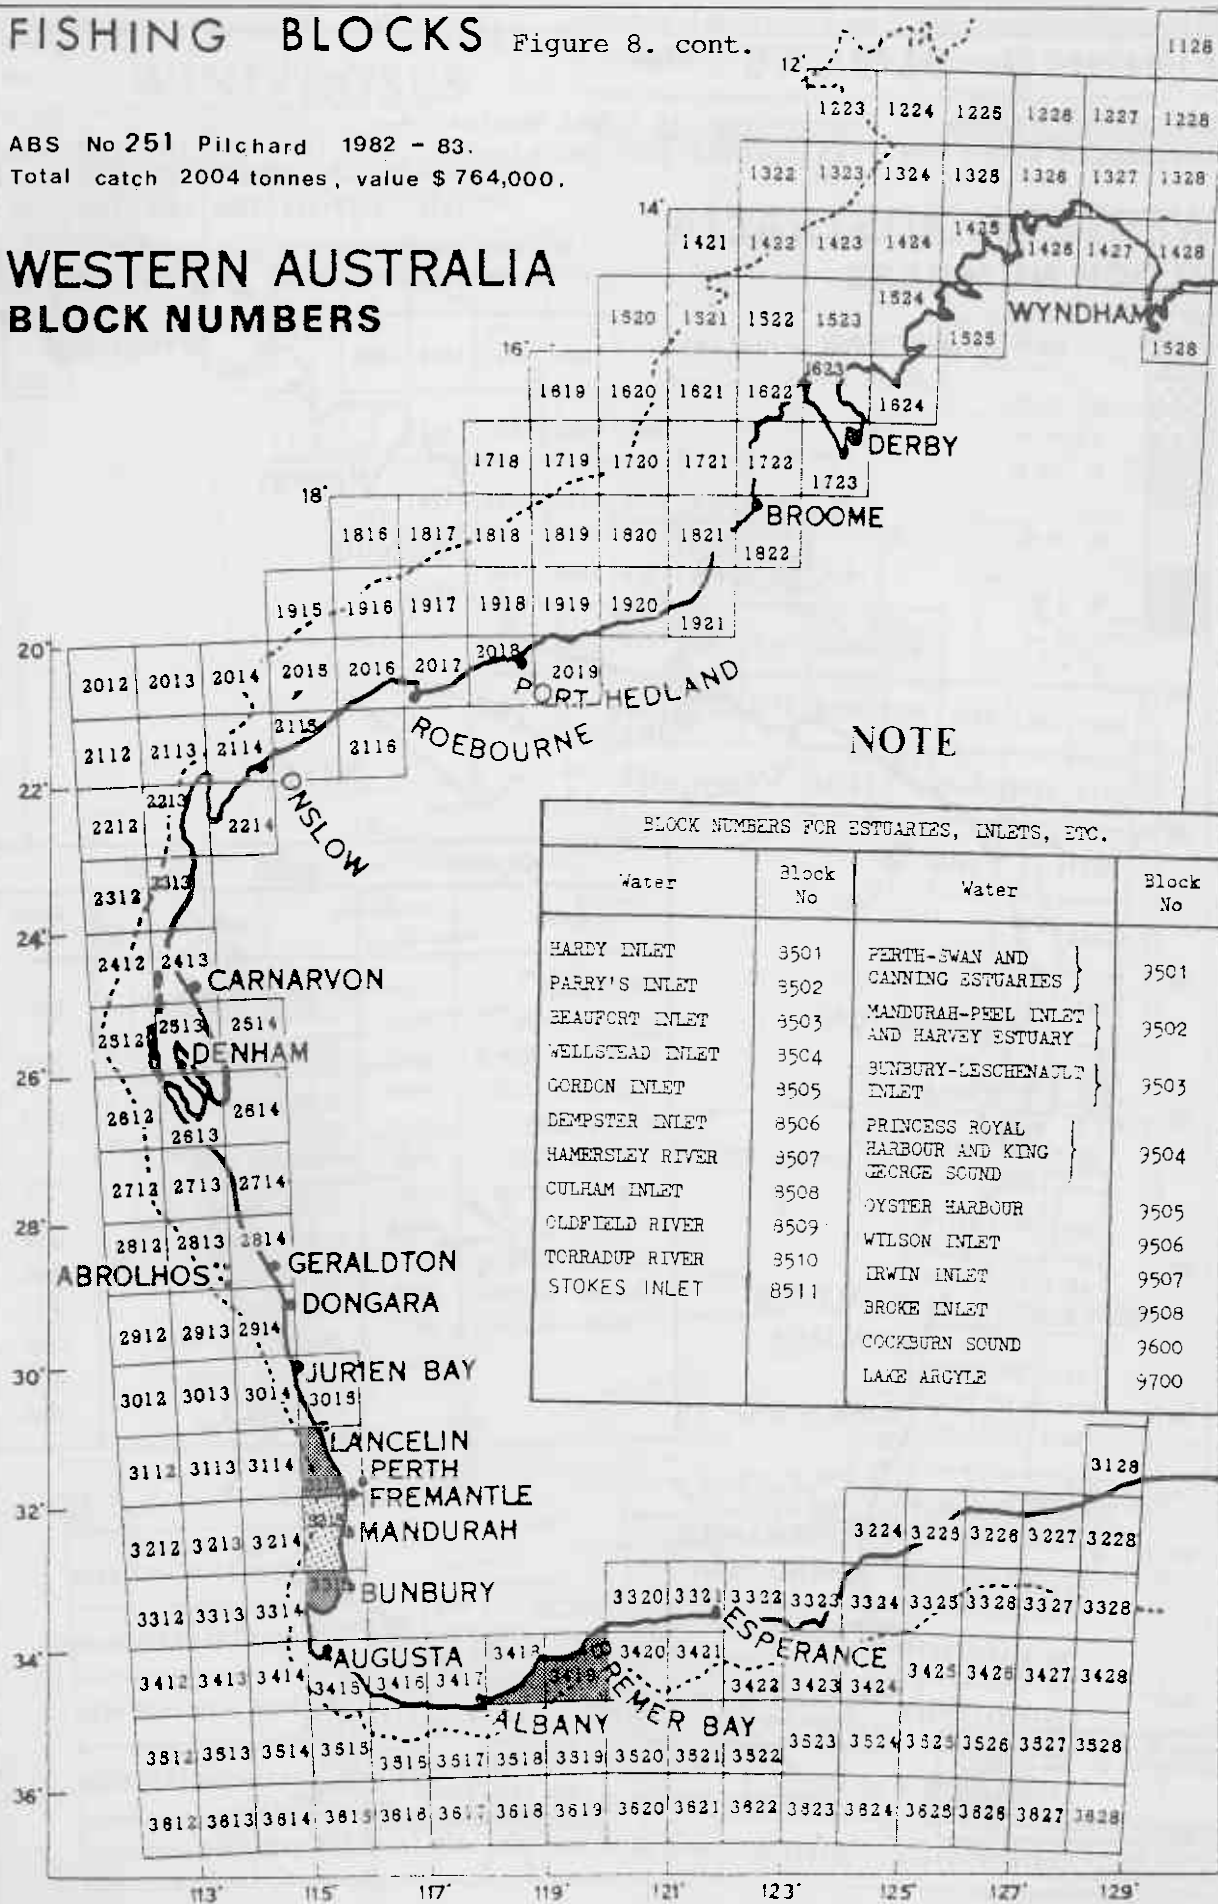 FISHING BLOCKS Figure 8. cont.
ABS No 251 Pilchard 1982 - 83.
Total catch 2004 tonnes, value $ 764,000.
WESTERN AUSTRALIA
BLOCK NUMBERS
1128
12°
1223 1224 1225 1226 1227 1228
1322 1323 1324 1325 1326 1327 1328
14°
1421 1422 1423 1424 1425 1426 1427 1428
1520 1521 1522 1523 1524 1525 WYNDHAM 1528
16°
1619 1620 1621 1622 1623 1624
DERBY
1718 1719 1720 1721 1722 1723
18°
BROOME
1816 1817 1818 1819 1820 1821 1822
1915 1916 1917 1918 1919 1920 1921
20°
2012 2013 2014 2015 2016 2017 2018 2019
PORT HEDLAND
ROEBOURNE
2112 2113 2114 2115 2116
ONSLOW
22°
2212 2213 2214
2312 2313
24°
2412 2413
CARNARVON
2512 2513 2514
DENHAM
26°
2612 2613 2614
2712 2713 2714
28°
2812 2813 2814
GERALDTON
ABROLHOS
DONGARA
2912 2913 2914
30°
JURIEN BAY
3012 3013 3014 3015
LANCELIN
3112 3113 3114
PERTH
FREMANTLE
32°
MANDURAH
3212 3213 3214 3215
BUNBURY
3312 3313 3314
34°
AUGUSTA
3412 3413 3414 3415 3416 3417 3418 3419 3420 3421 3422 3423 3424 3425 3426 3427 3428
ALBANY
BREMER BAY
ESPERANCE
3128
3224 3225 3226 3227 3228
3320 3321 3322 3323 3324 3325 3326 3327 3328
3512 3513 3514 3515 3516 3517 3518 3519 3520 3521 3522 3523 3524 3525 3526 3527 3528
36°
3612 3613 3614 3615 3616 3618 3619 3620 3621 3622 3623 3624 3625 3626 3627 3628
113° 115° 117° 119° 121° 123° 125° 127° 129°
NOTE
BLOCK NUMBERS FOR ESTUARIES, INLETS, ETC.
Water Block No Water Block No
HARDY INLET 8501
PARRY'S INLET 8502
BEAUFORT INLET 8503
WELLSTEAD INLET 8504
GORDON INLET 8505
DEMPSTER INLET 8506
HAMERSLEY RIVER 8507
CULHAM INLET 8508
OLDFIELD RIVER 8509
TORRADUP RIVER 8510
STOKES INLET 8511
PERTH-SWAN AND
CANNING ESTUARIES 9501
MANDURAH-PEEL INLET
AND HARVEY ESTUARY 9502
BUNBURY-LESCHENAULT
INLET 9503
PRINCESS ROYAL
HARBOUR AND KING
GEORGE SOUND 9504
OYSTER HARBOUR 9505
WILSON INLET 9506
IRWIN INLET 9507
BROKE INLET 9508
COCKBURN SOUND 9600
LAKE ARGYLE 9700